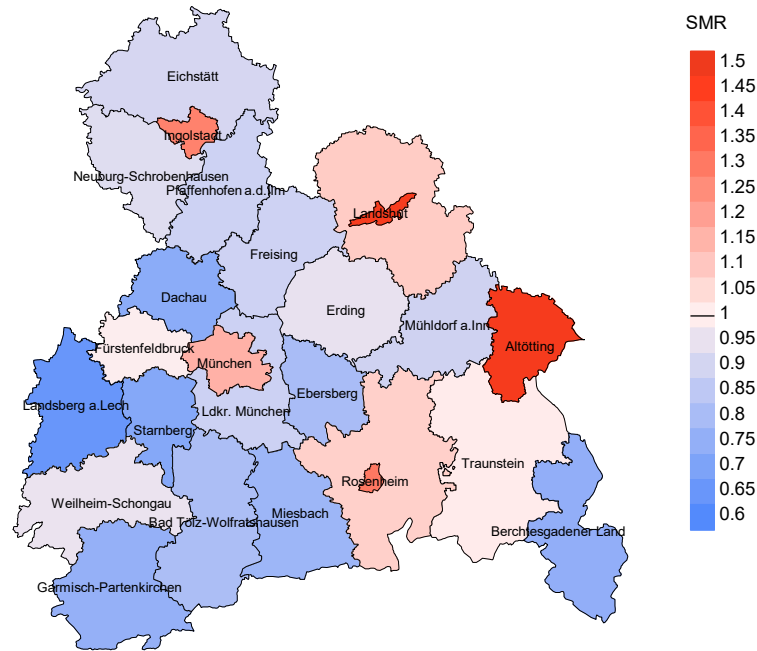 SMR
1.5
1.45
1.4
1.35
1.3
1.25
1.2
1.15
1.1
1.05
1
0.95
0.9
0.85
0.8
0.75
0.7
0.65
0.6
Eichstätt
Ingolstadt
Neuburg-Schrobenhausen
Pfaffenhofen a.d.Ilm
Landshut
Freising
Dachau
Erding
Mühldorf a.Inn
Altötting
Fürstenfeldbruck
München
Ebersberg
Landsberg a.Lech
Ldkr. München
Starnberg
Traunstein
Rosenheim
Weilheim-Schongau
Miesbach
Bad Tölz-Wolfratshausen
Berchtesgadener Land
Garmisch-Partenkirchen